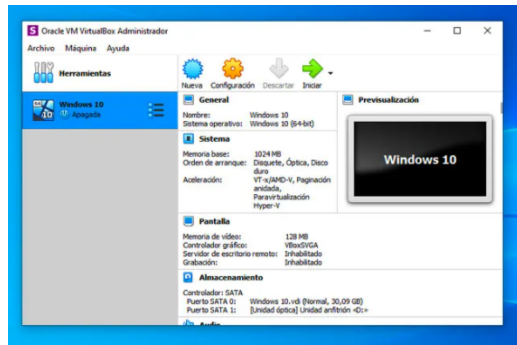 Oracle VM VirtualBox Administrador
Archivo Máquina Ayuda
Herramientas
Nueva Configuración Descartar Iniciar
Windows 10
Apagada
General
Nombre: Windows 10
Sistema operativo: Windows 10 (64-bit)
Previsualización
Windows 10
Sistema
Memoria base: 1024 MB
Orden de arranque: Disquete, Óptica, Disco
duro
Aceleración: VT-x/AMD-V, Paginación
anidada,
Paravirtualización
Hyper-V
Pantalla
Memoria de vídeo: 128 MB
Controlador gráfico: VBoxSVGA
Servidor de escritorio remoto: Inhabilitado
Grabación: Inhabilitado
Almacenamiento
Controlador: SATA
Puerto SATA 0: Windows 10.vdi (Normal, 30,09 GB)
Puerto SATA 1: [Unidad óptica] Unidad anfitrión «D:»
Audio